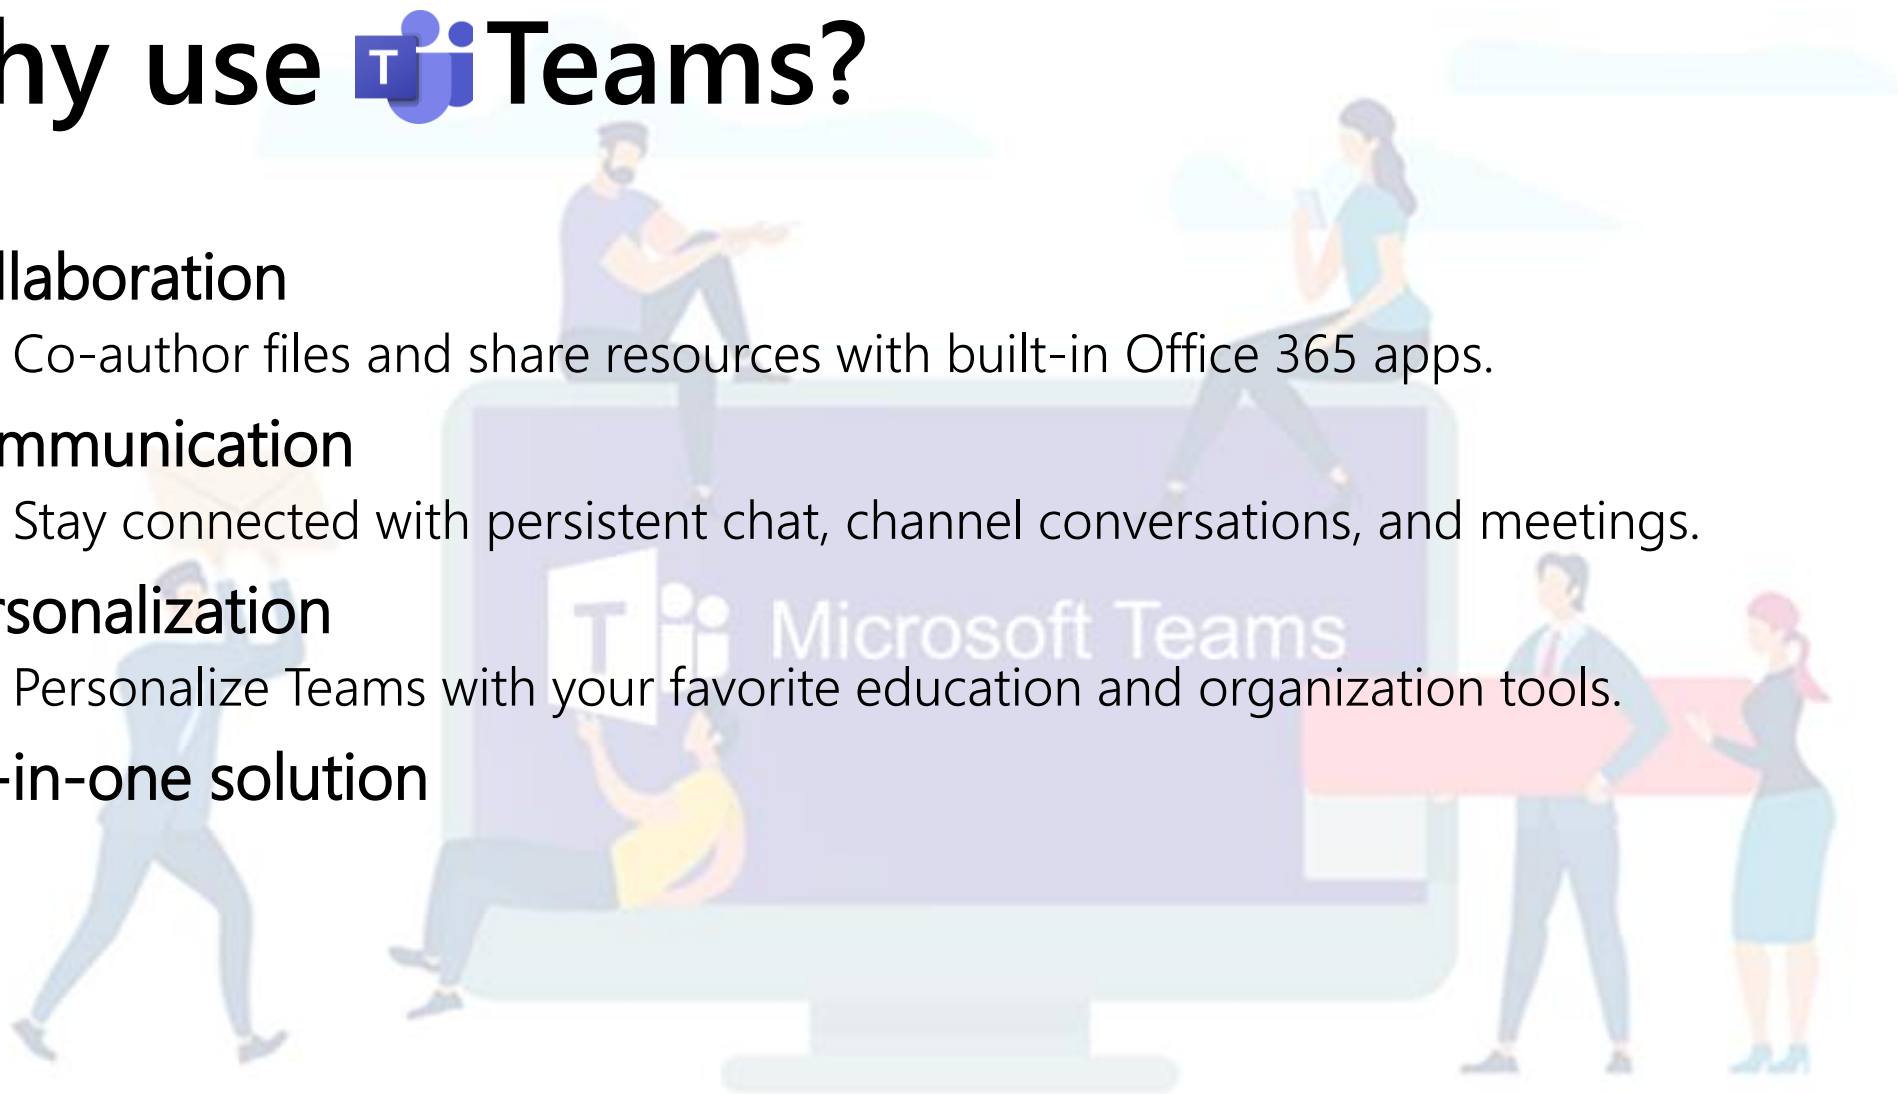 hy use Teams?
llaboration
Co-author files and share resources with built-in Office 365 apps.
mmunication
Stay connected with persistent chat, channel conversations, and meetings.
rsonalization
Personalize Teams with your favorite education and organization tools.
-in-one solution
T
T Microsoft Teams